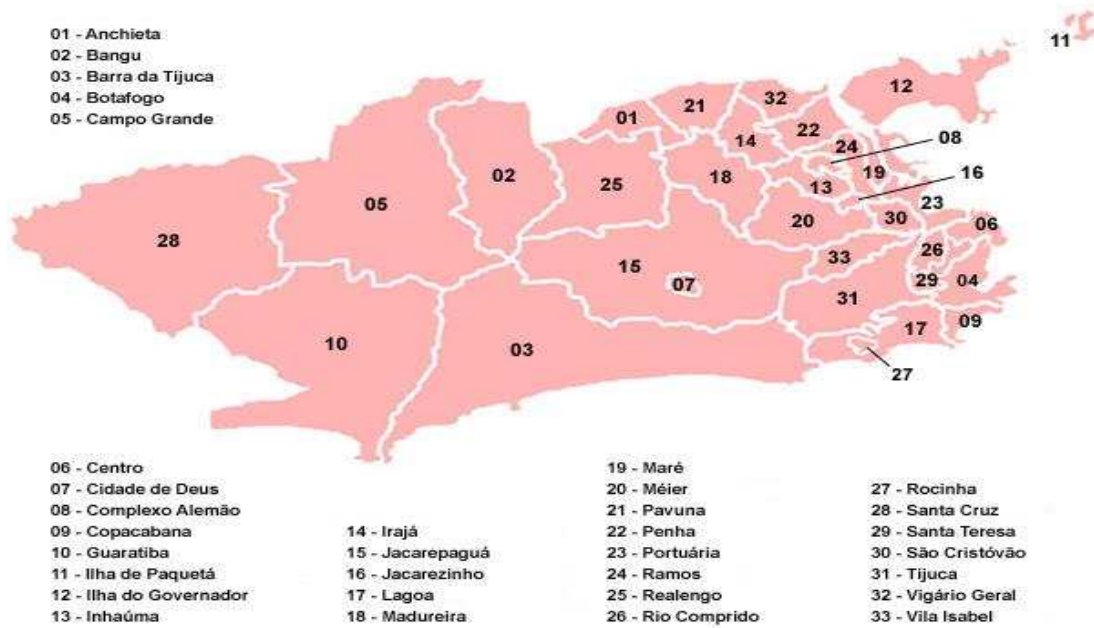 01 - Anchieta
02 - Bangu
03 - Barra da Tijuca
04 - Botafogo
05 - Campo Grande
11
12
32
21
01
22
14
24
08
02
25
18
19
16
13
05
23
20
30
06
28
26
33
15
07
29
04
31
10
03
17
09
27
06 - Centro
07 - Cidade de Deus
08 - Complexo Alemão
09 - Copacabana
10 - Guaratiba
11 - Ilha de Paquetá
12 - Ilha do Governador
13 - Inhaúma
14 - Irajá
15 - Jacarepaguá
16 - Jacarezinho
17 - Lagoa
18 - Madureira
19 - Maré
20 - Méier
21 - Pavuna
22 - Penha
23 - Portuária
24 - Ramos
25 - Realengo
26 - Rio Comprido
27 - Rocinha
28 - Santa Cruz
29 - Santa Teresa
30 - São Cristóvão
31 - Tijuca
32 - Vigário Geral
33 - Vila Isabel